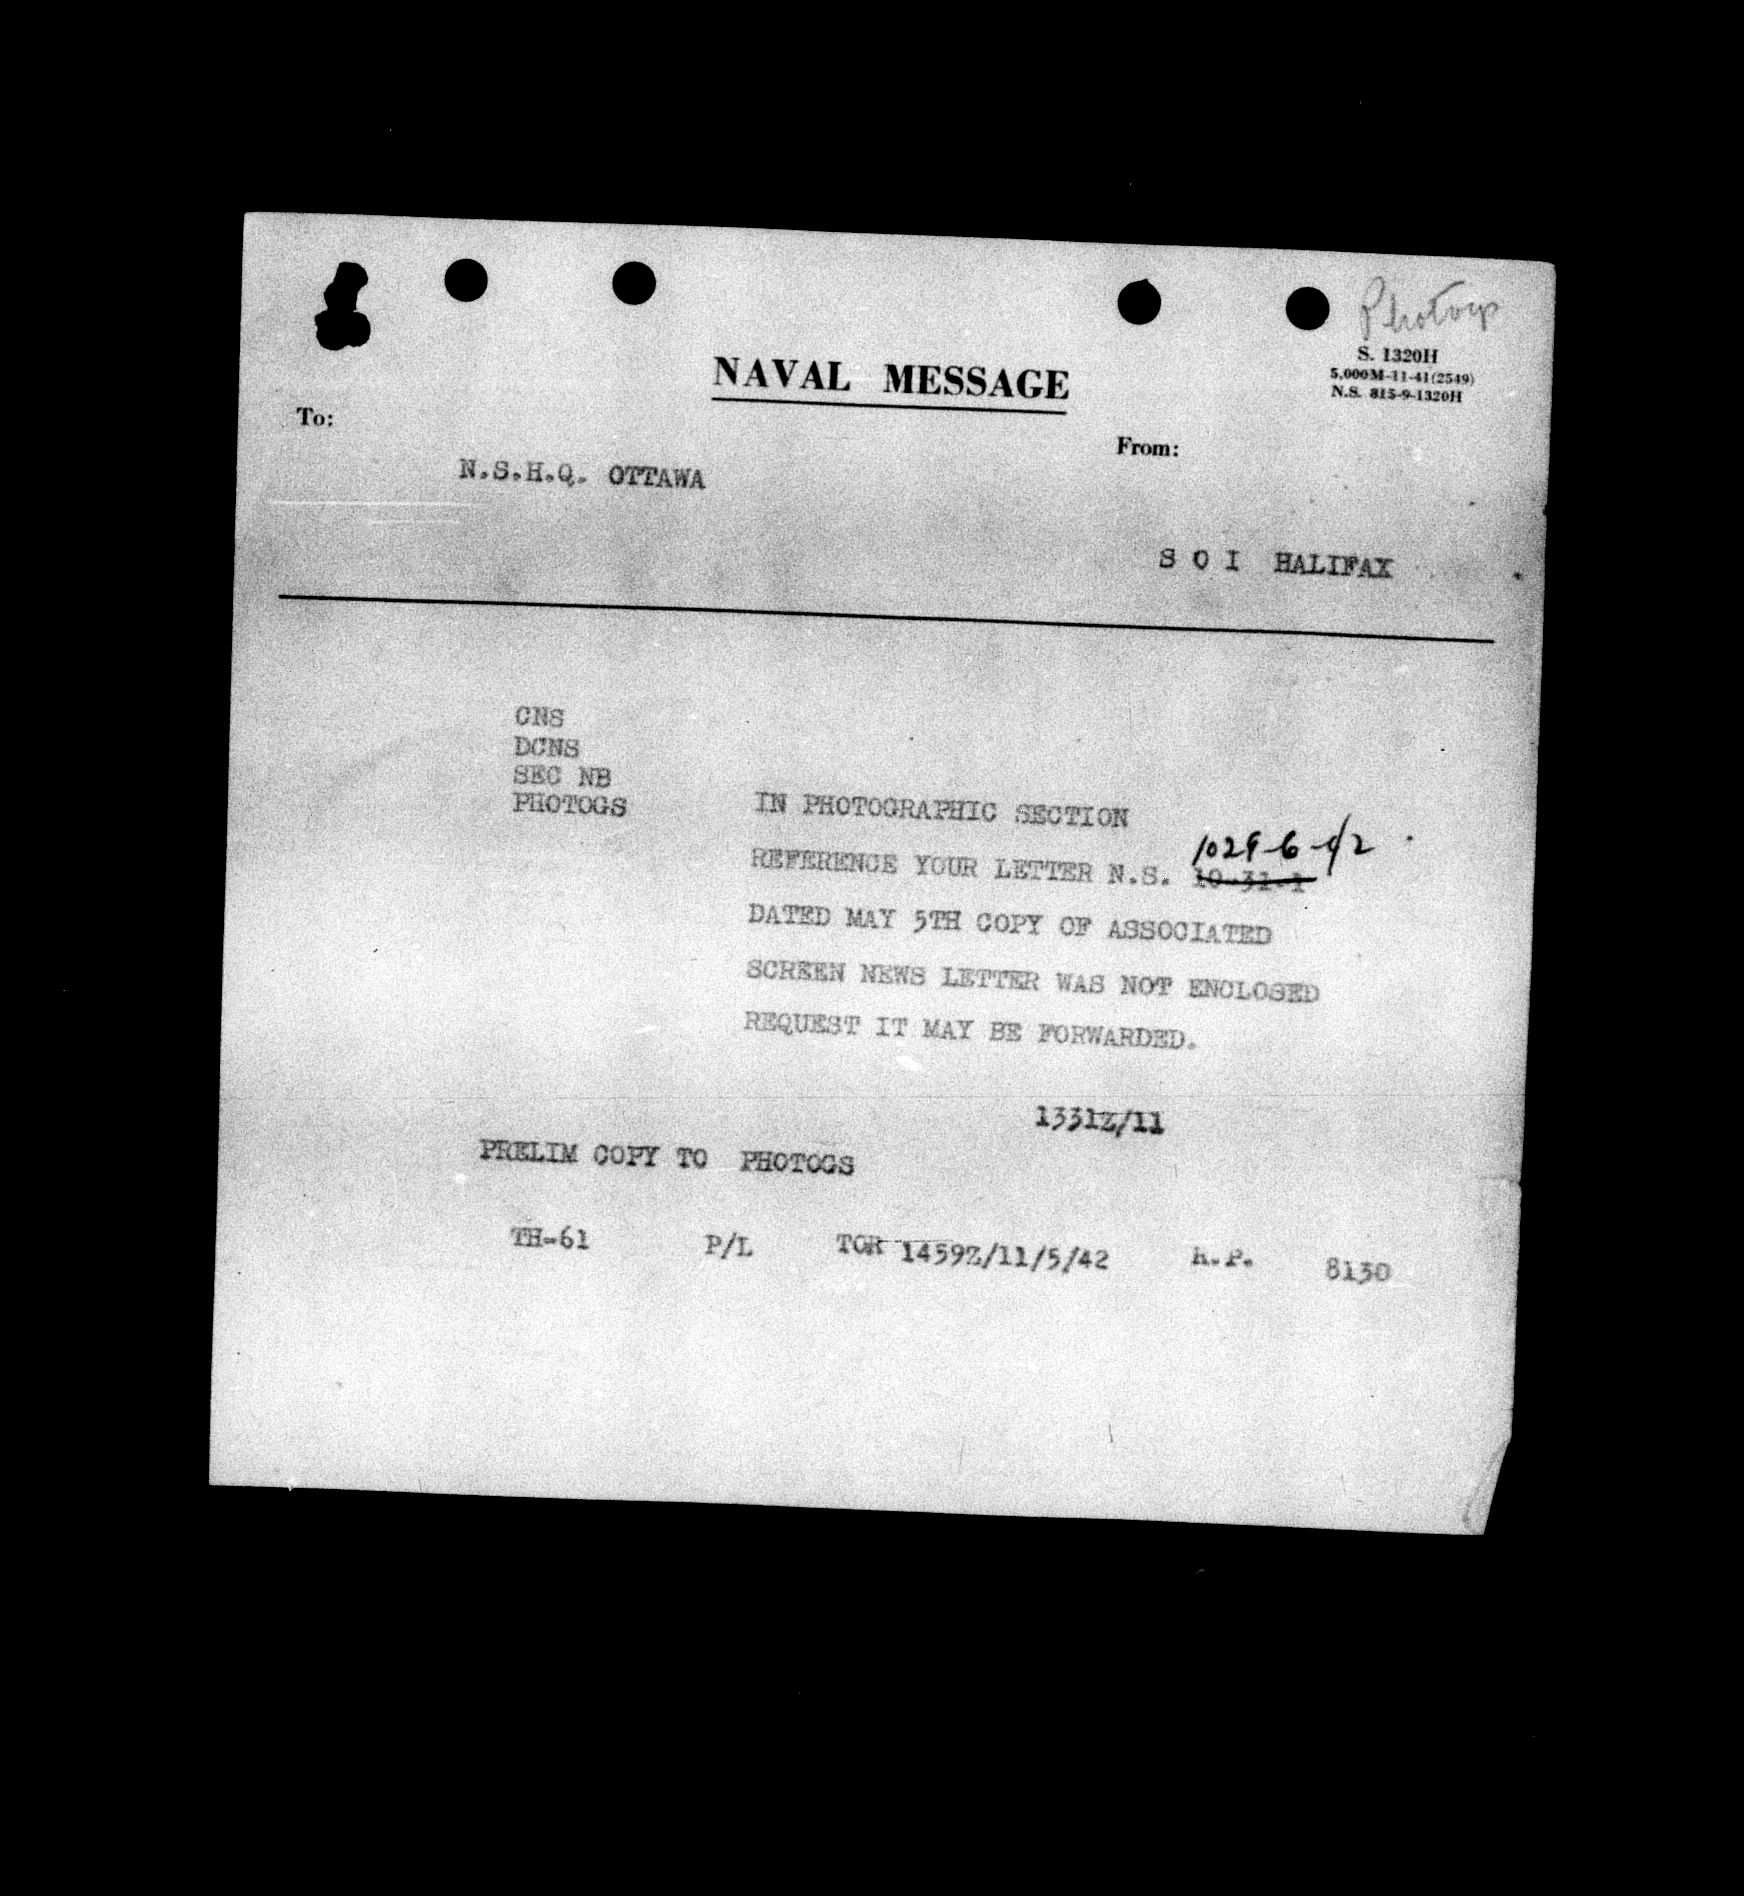 S. 1320H
5,000M-11-41(2549)
N.S. 815-9-1320H
NAVAL MESSAGE
To:
From:
N.S.H.Q. OTTAWA
S O I HALIFAX
CNS
DCNS
SEC NB
PHOTOGS
IN PHOTOGRAPHIC SECTION
1029-6-42
REFERENCE YOUR LETTER N.S. 10-31-1
DATED MAY 5TH COPY OF ASSOCIATED
SCREEN NEWS LETTER WAS NOT ENCLOSED
REQUEST IT MAY BE FORWARDED.
1331Z/11
PRELIM COPY TO PHOTOGS
TH-61 P/L TOR 1459Z/11/5/42 8130